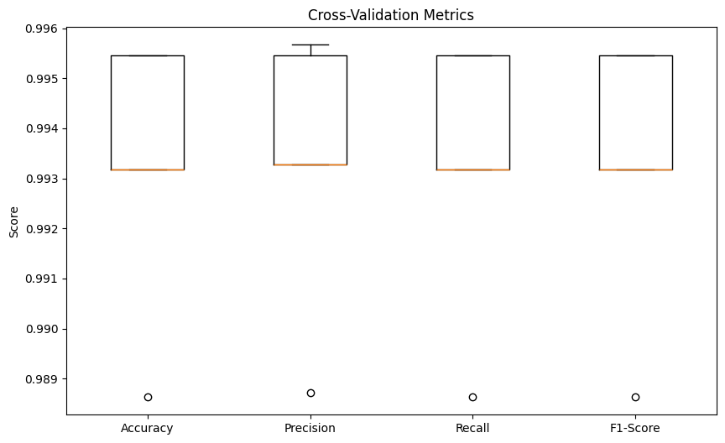 Cross-Validation Metrics
0.996
0.995
0.994
0.993
0.992
0.991
0.990
0.989
Score
Accuracy
Precision
Recall
F1-Score